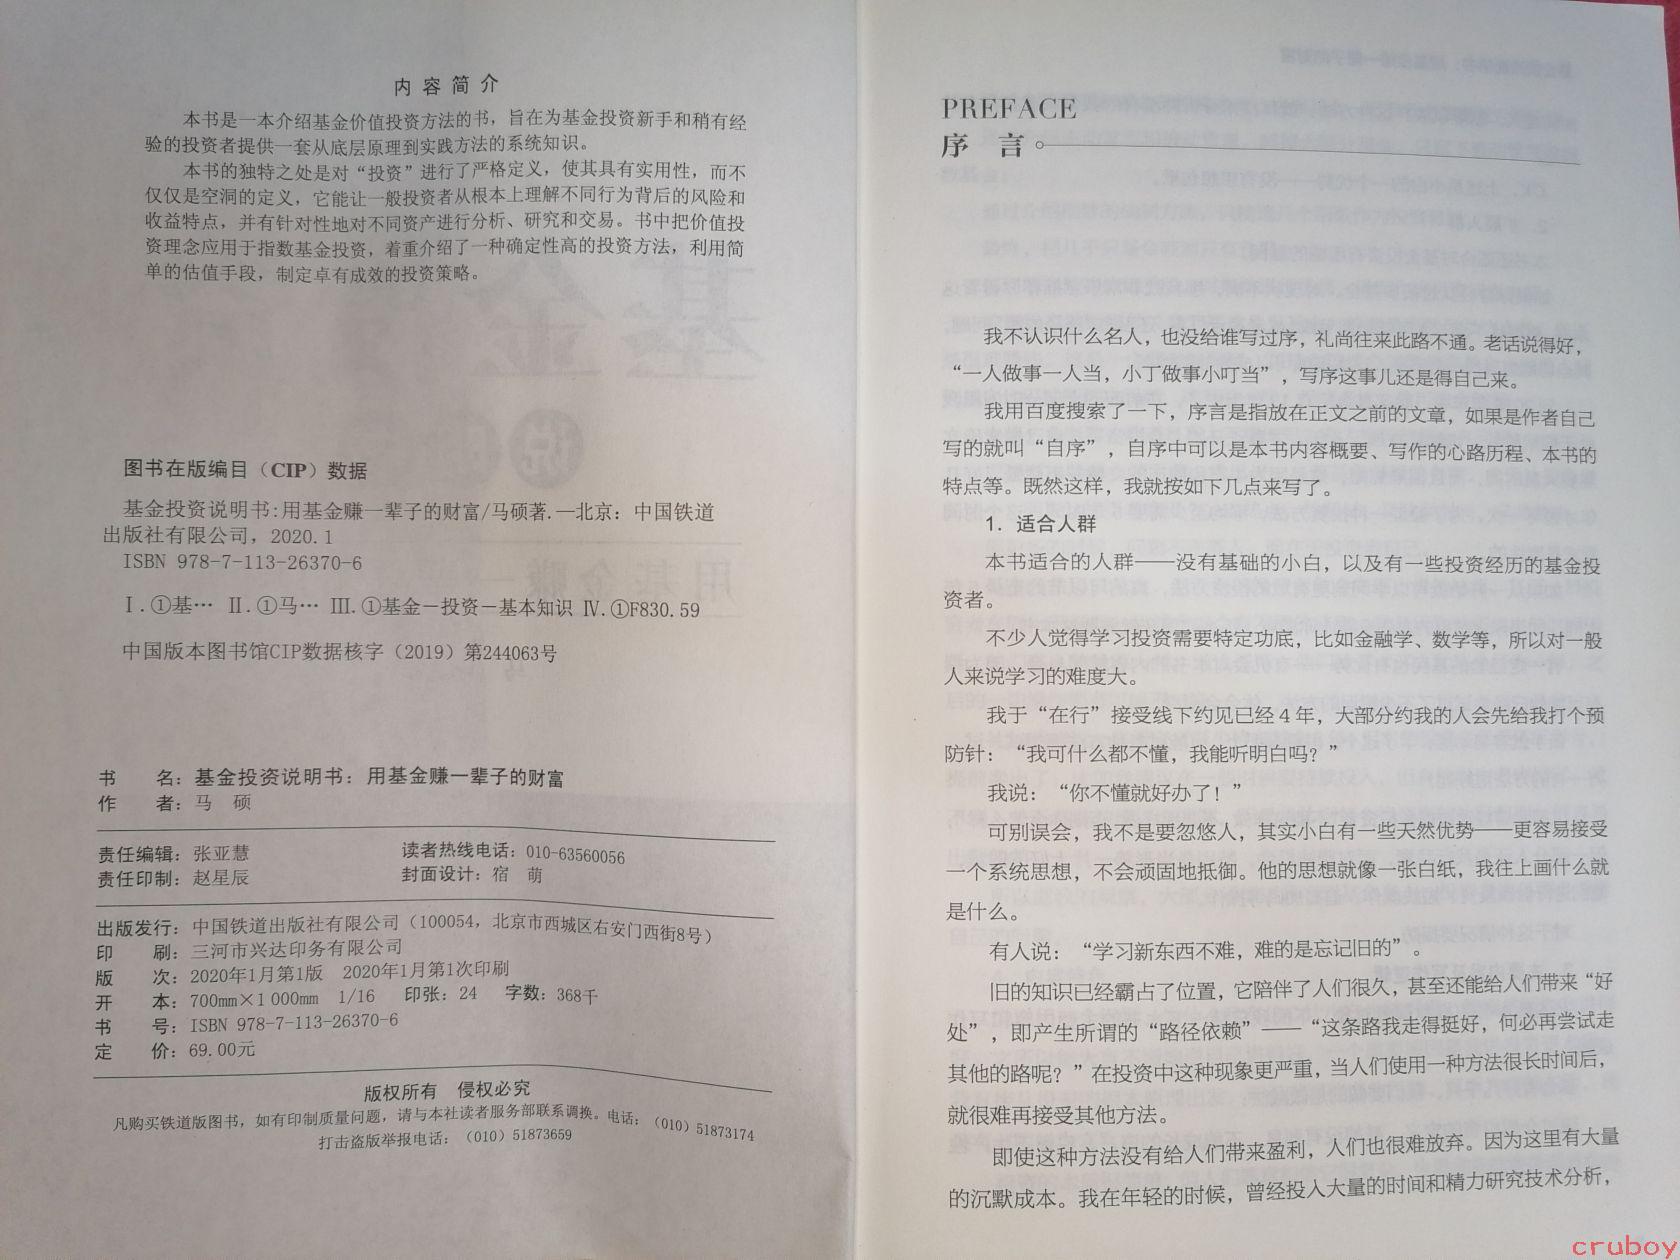 内容简介
本书是一本介绍基金价值投资方法的书，旨在为基金投资新手和稍有经
验的投资者提供一套从底层原理到实践方法的系统知识。
本书的独特之处是对“投资”进行了严格定义，使其具有实用性，而不
仅仅是空洞的定义，它能让一般投资者从根本上理解不同行为背后的风险和
收益特点，并有针对性地对不同资产进行分析、研究和交易。书中把价值投
资理念应用于指数基金投资，着重介绍了一种确定性高的投资方法，利用简
单的估值手段，制定卓有成效的投资策略。
图书在版编目（CIP）数据
基金投资说明书:用基金赚一辈子的财富/马硕著.—北京：中国铁道
出版社有限公司，2020.1
ISBN 978-7-113-26370-6
Ⅰ.①基… Ⅱ.①马… Ⅲ.①基金－投资－基本知识 Ⅳ.①F830.59
中国版本图书馆CIP数据核字（2019）第244063号
书 名：基金投资说明书：用基金赚一辈子的财富
作 者：马 硕
责任编辑：张亚慧 读者热线电话：010-63560056
责任印制：赵星辰 封面设计：宿 萌
出版发行：中国铁道出版社有限公司（100054，北京市西城区右安门西街8号）
印 刷：三河市兴达印务有限公司
版 次：2020年1月第1版 2020年1月第1次印刷
开 本：700mm×1 000mm 1/16 印张：24 字数：368千
书 号：ISBN 978-7-113-26370-6
定 价：69.00元
版权所有 侵权必究
凡购买铁道版图书，如有印制质量问题，请与本社读者服务部联系调换。电话：（010）51873174
打击盗版举报电话：（010）51873659
PREFACE
序 言
我不认识什么名人，也没给谁写过序，礼尚往来此路不通。老话说得好，
“一人做事一人当，小丁做事小叮当”，写序这事儿还是得自己来。
我用百度搜索了一下，序言是指放在正文之前的文章，如果是作者自己
写的就叫“自序”，自序中可以是本书内容概要、写作的心路历程、本书的
特点等。既然这样，我就按如下几点来写了。
1. 适合人群
本书适合的人群——没有基础的小白，以及有一些投资经历的基金投
资者。
不少人觉得学习投资需要特定功底，比如金融学、数学等，所以对一般
人来说学习的难度大。
我于“在行”接受线下约见已经 4 年，大部分约我的人会先给我打个预
防针：“我可什么都不懂，我能听明白吗？”
我说：“你不懂就好办了！”
可别误会，我不是要忽悠人，其实小白有一些天然优势——更容易接受
一个系统思想，不会顽固地抵御。他的思想就像一张白纸，我往上画什么就
是什么。
有人说：“学习新东西不难，难的是忘记旧的”。
旧的知识已经霸占了位置，它陪伴了人们很久，甚至还能给人们带来“好
处”，即产生所谓的“路径依赖”——“这条路我走得挺好，何必再尝试走
其他的路呢？”在投资中这种现象更严重，当人们使用一种方法很长时间后，
就很难再接受其他方法。
即使这种方法没有给人们带来盈利，人们也很难放弃。因为这里有大量
的沉默成本。我在年轻的时候，曾经投入大量的时间和精力研究技术分析，
cruboy